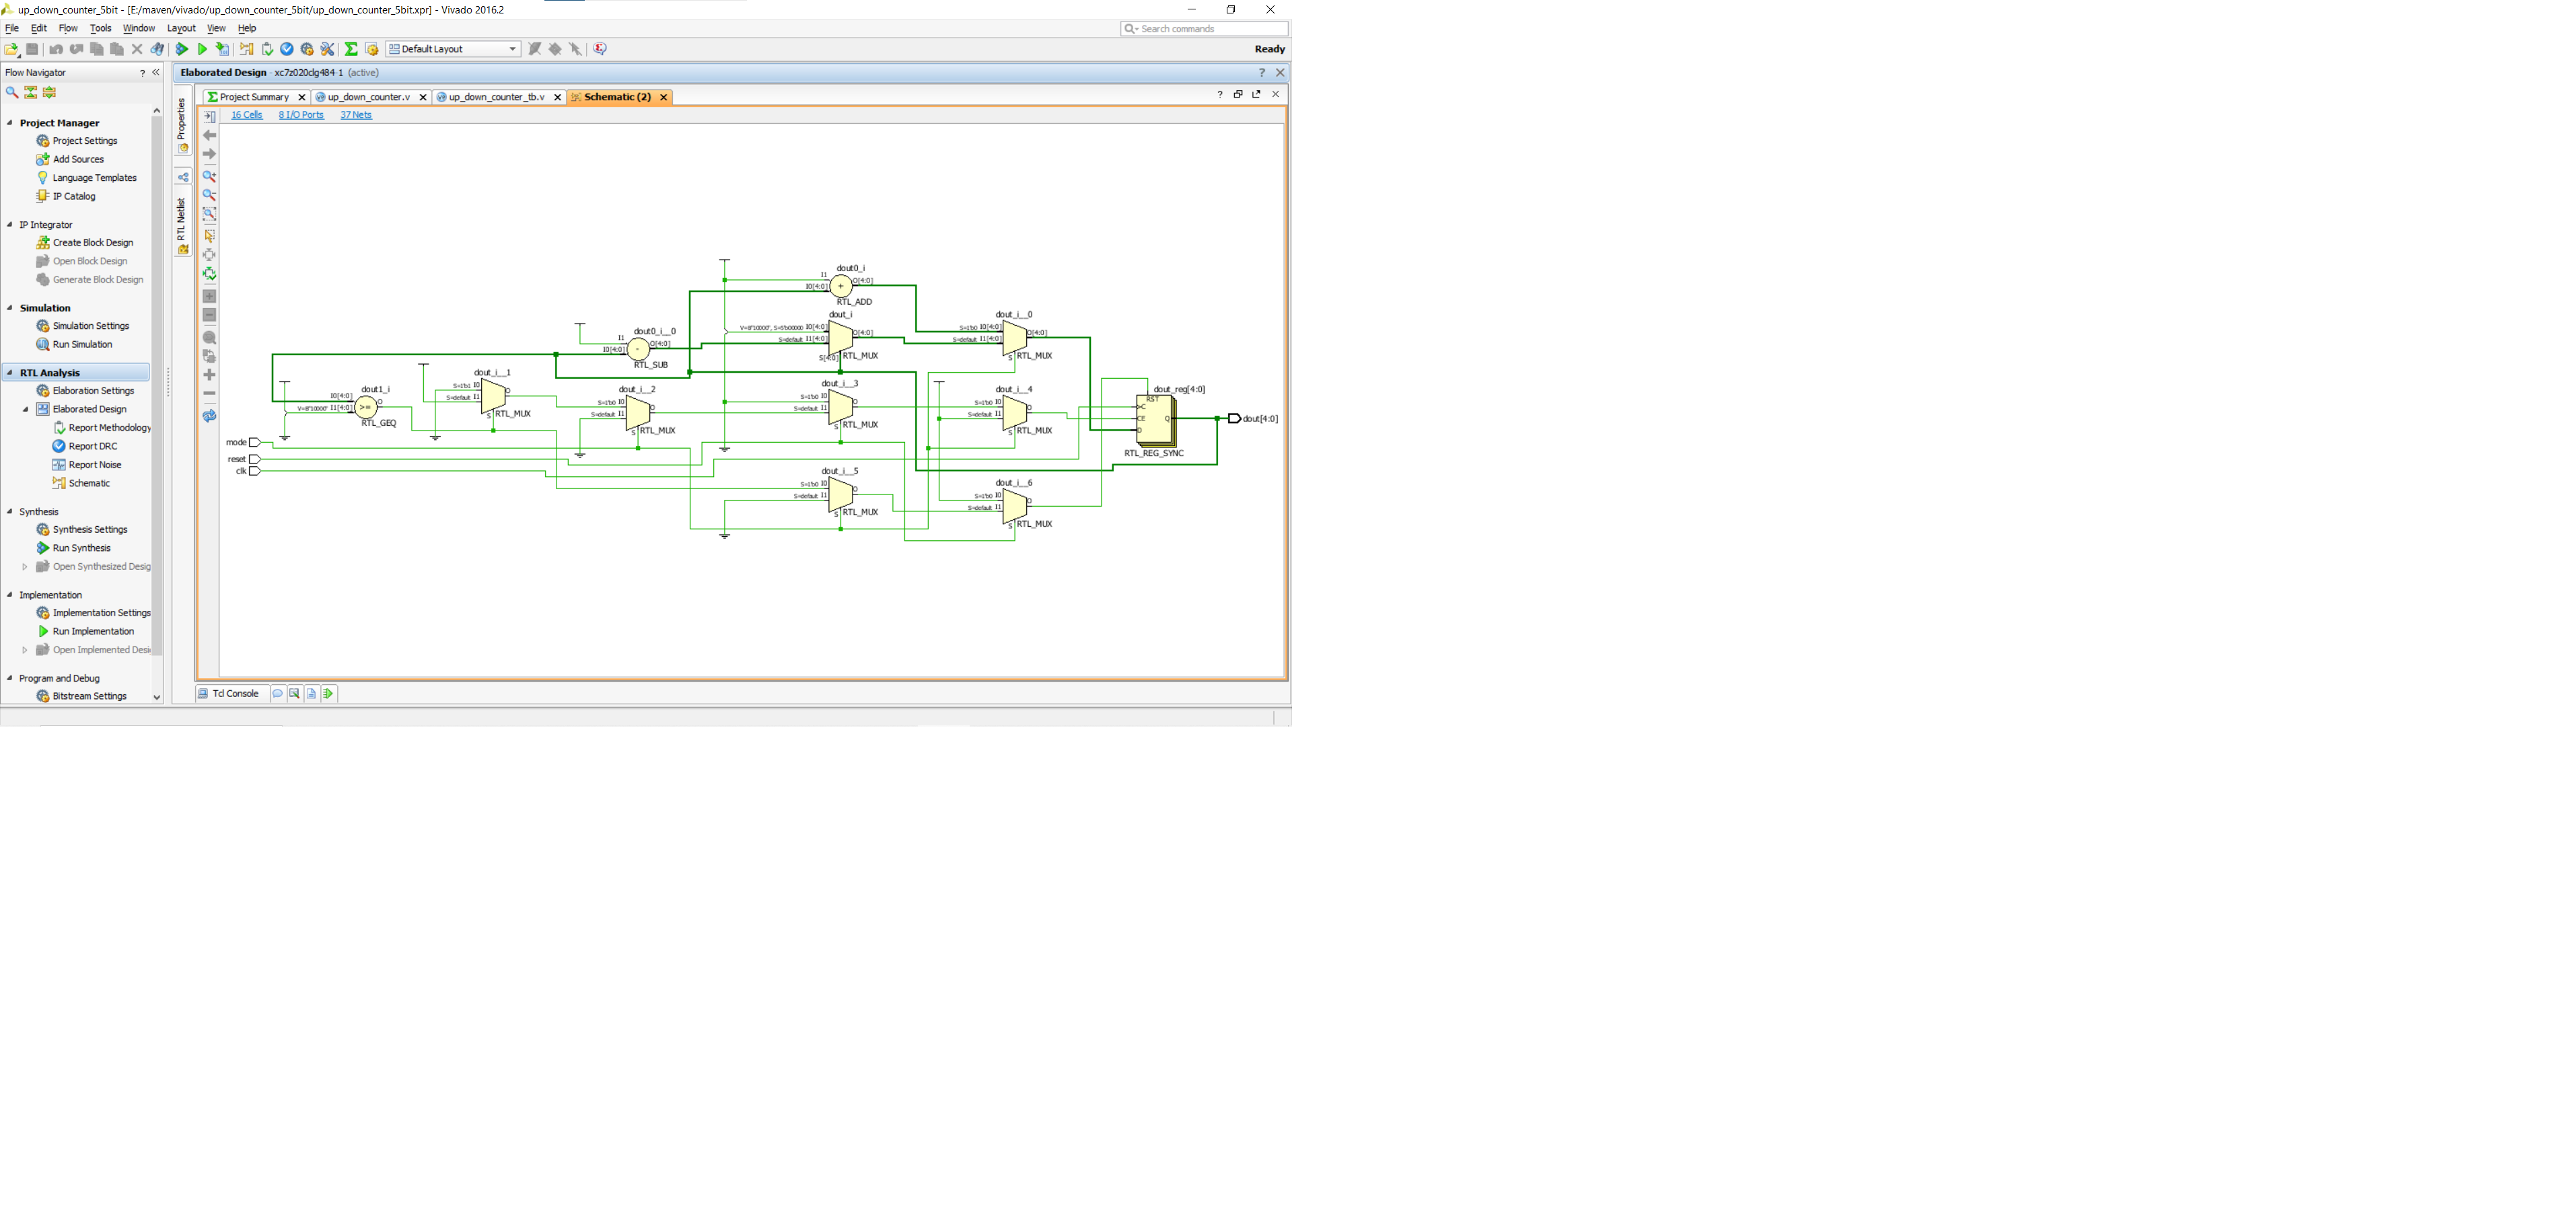 up_down_counter_5bit - [E:/maven/vivado/up_down_counter_5bit/up_down_counter_5bit.xpr] - Vivado 2016.2
File Edit Flow Tools Window Layout View Help
Search commands
Default Layout
Ready
Flow Navigator
Project Manager
Project Settings
Add Sources
Language Templates
IP Catalog
IP Integrator
Create Block Design
Open Block Design
Generate Block Design
Simulation
Simulation Settings
Run Simulation
RTL Analysis
Elaboration Settings
Elaborated Design
Report Methodology
Report DRC
Report Noise
Schematic
Synthesis
Synthesis Settings
Run Synthesis
Open Synthesized Desig
Implementation
Implementation Settings
Run Implementation
Open Implemented Desi
Program and Debug
Bitstream Settings
Elaborated Design - xc7z020clg484-1 (active)
Properties
RTL Netlist
Project Summary
up_down_counter.v
up_down_counter_tb.v
Schematic (2)
16 Cells 8 I/O Ports 37 Nets
dout0_i
I1
I0[4:0]
O[4:0]
+
RTL_ADD
dout0_i__0
I1
I0[4:0]
O[4:0]
-
RTL_SUB
dout_i
S=default I1[4:0]
O[4:0]
S[4:0]
RTL_MUX
dout_i__0
S=1'b0 I0[4:0]
S=default I1[4:0]
O[4:0]
S
RTL_MUX
dout1_i
I0[4:0]
I1[4:0]
O
>=
RTL_GEQ
dout_i__1
S=1'b1 I0
S=default I1
O
S
RTL_MUX
dout_i__2
S=1'b0 I0
S=default I1
O
S
RTL_MUX
dout_i__3
S=1'b0 I0
S=default I1
O
S
RTL_MUX
dout_i__4
S=1'b0 I0
S=default I1
O
S
RTL_MUX
dout_reg[4:0]
RST
C
CE
D
Q
RTL_REG_SYNC
dout[4:0]
mode
reset
clk
dout_i__5
S=1'b0 I0
S=default I1
O
S
RTL_MUX
dout_i__6
S=1'b0 I0
S=default I1
O
S
RTL_MUX
Tcl Console